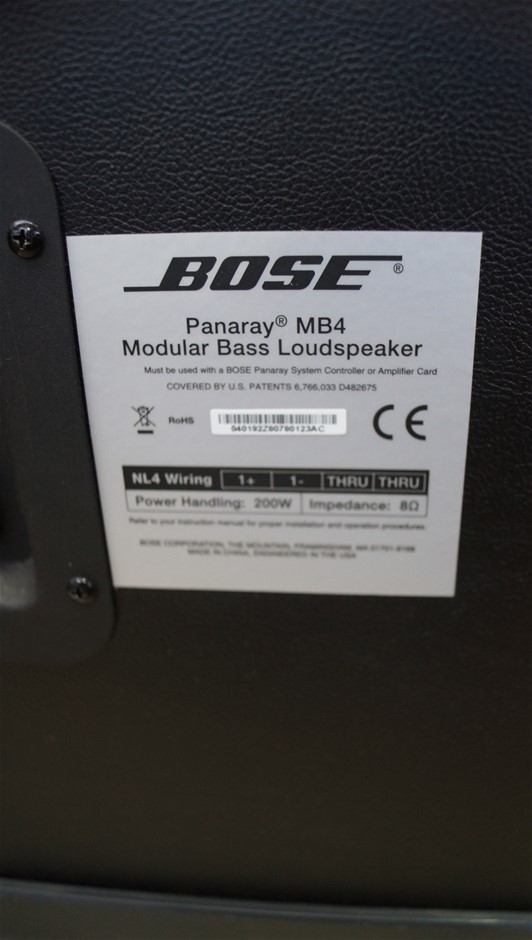 BOSE®
Panaray® MB4
Modular Bass Loudspeaker
Must be used with a BOSE Panaray System Controller or Amplifier Card
COVERED BY U.S. PATENTS 6,766,033 D482675
RoHS
040192Z80790123AC
CE
NL4 Wiring 1+ 1- THRU THRU
Power Handling: 200W Impedance: 8Ω
Refer to your instruction manual for proper installation and operation procedures.
BOSE CORPORATION, THE MOUNTAIN, FRAMINGHAM, MA 01701-9168
MADE IN CHINA, ENGINEERED IN THE USA